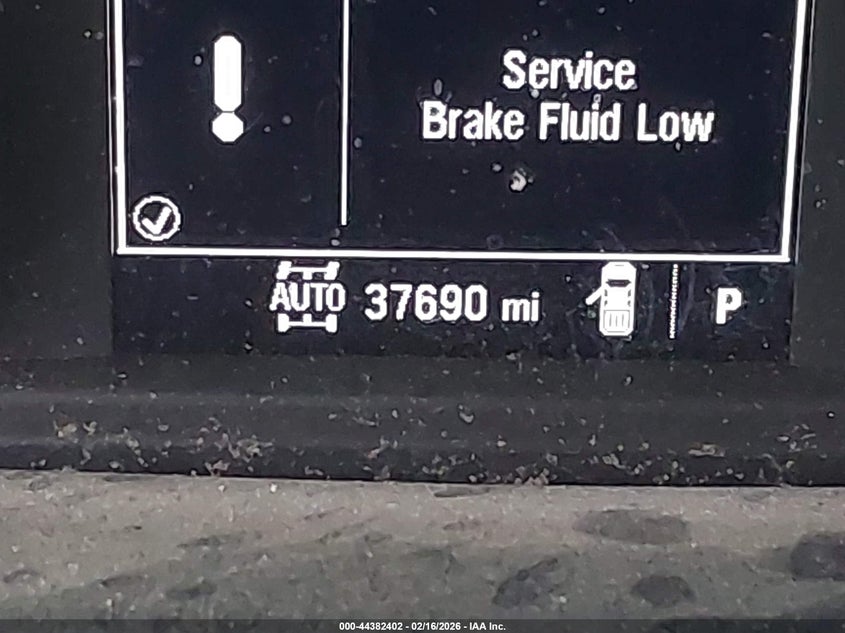 Service
Brake Fluid Low
AUTO 37690 mi P
000-44382402 - 02/16/2026 - IAA Inc.